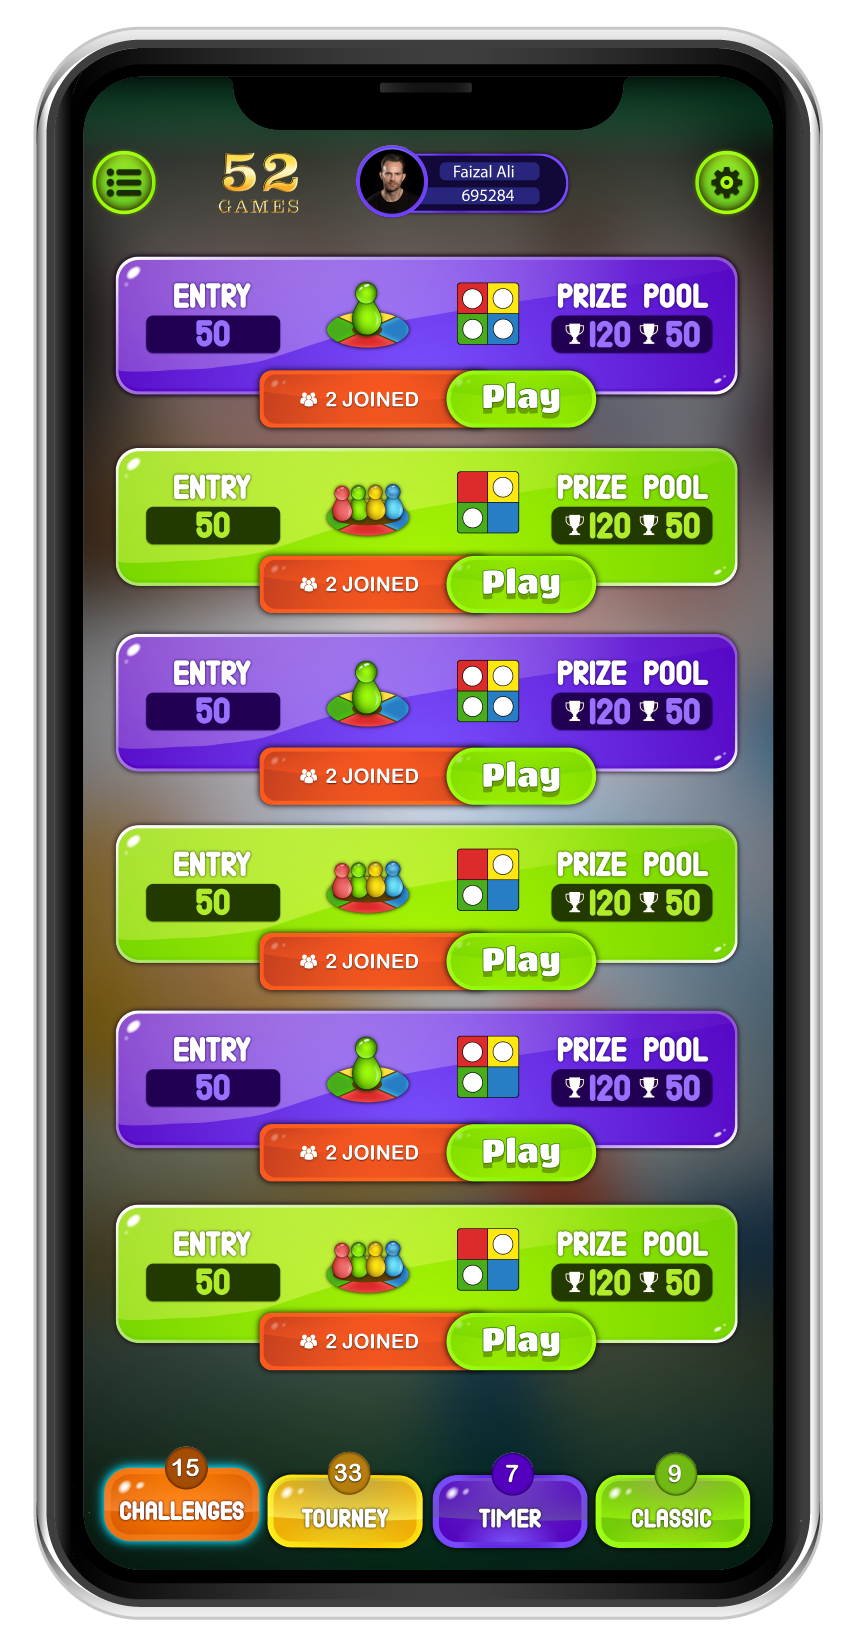 52
GAMES
Faizal Ali
695284
ENTRY
50
PRIZE POOL
120 50
2 JOINED
Play
ENTRY
50
PRIZE POOL
120 50
2 JOINED
Play
ENTRY
50
PRIZE POOL
120 50
2 JOINED
Play
ENTRY
50
PRIZE POOL
120 50
2 JOINED
Play
ENTRY
50
PRIZE POOL
120 50
2 JOINED
Play
ENTRY
50
PRIZE POOL
120 50
2 JOINED
Play
15
CHALLENGES
33
TOURNEY
7
TIMER
9
CLASSIC